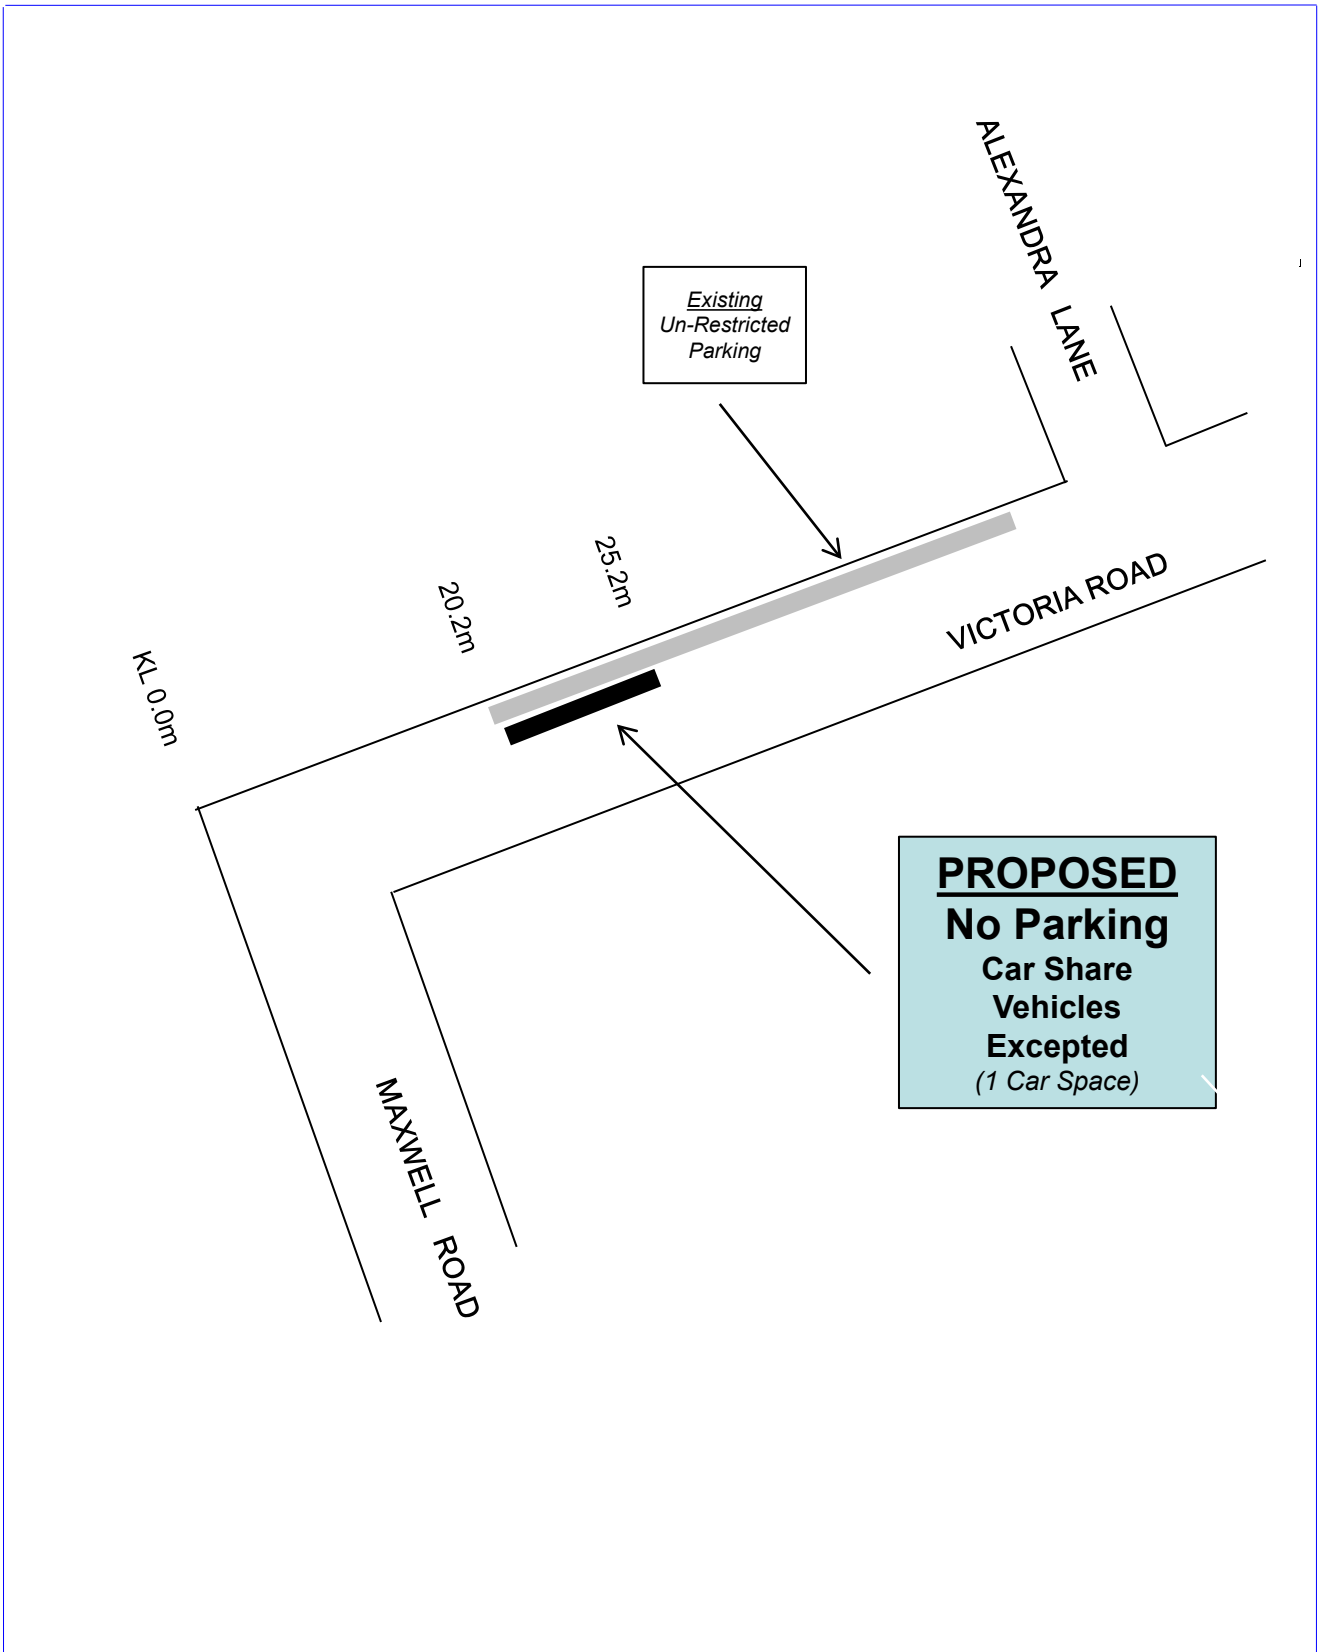 ALEXANDRA LANE
Existing
Un-Restricted
Parking
25.2m
20.2m
KL 0.0m
VICTORIA ROAD
PROPOSED
No Parking
Car Share
Vehicles
Excepted
(1 Car Space)
MAXWELL ROAD